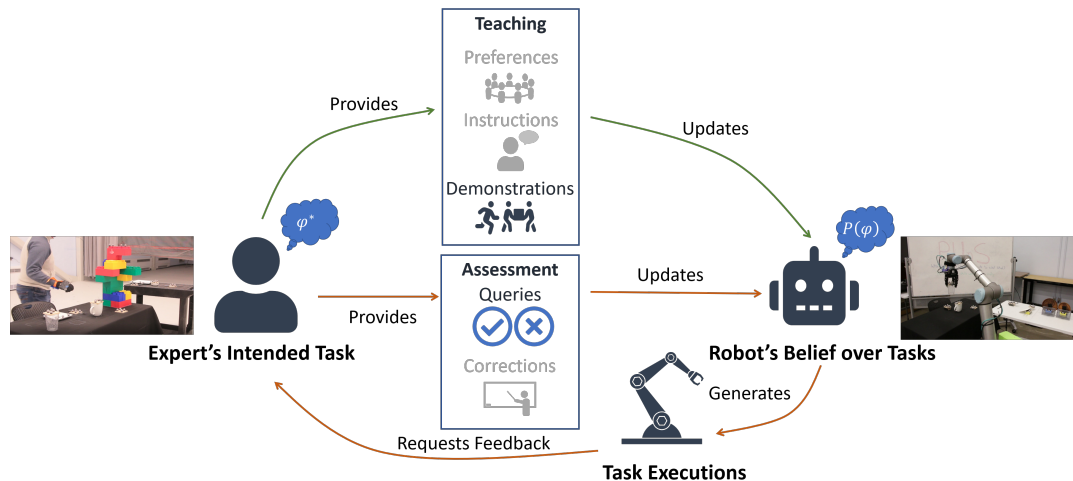 Teaching
Preferences
Instructions
Demonstrations
Provides
Updates
φ*
P(φ)
Assessment
Queries
Corrections
Provides
Updates
Expert's Intended Task
Robot's Belief over Tasks
Generates
Requests Feedback
Task Executions